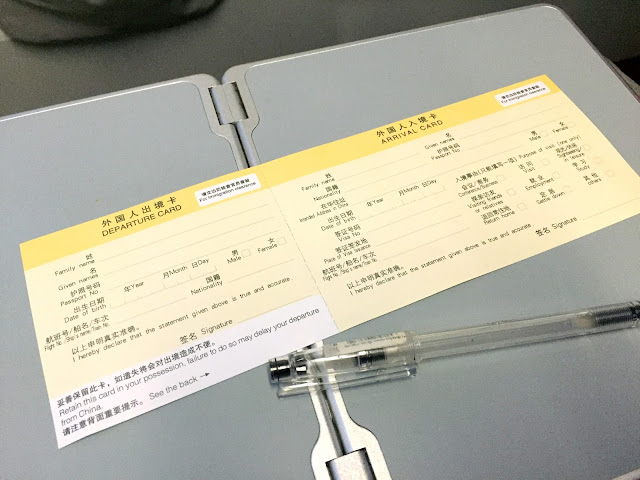 请交边防检查官员查验
For Immigration clearance
外国人入境卡
ARRIVAL CARD
姓
Family name
名
Given names
国籍
Nationality
护照号码
Passport No.
在华住址
Intended Address in China
男
Male
女
Female
出生日期
Date of birth
年Year 月Month 日Day
入境事由(只能填写一项) Purpose of visit (one only)
签证号码
Visa No.
会议/商务
Conference/Business
访问
Visit
观光/休闲
Sightseeing/
in leisure
签证签发地
Place of Visa Issuance
探亲访友
Visiting friends
or relatives
就业
Employment
学习
Study
航班号/船名/车次
Flight No./Ship's name/Train No.
返回常住地
Return home
定居
Settle down
其他
others
以上申明真实准确。
I hereby declare that the statement given above is true and accurate
签名 Signature
请交边防检查官员查验
For Immigration clearance
外国人出境卡
DEPARTURE CARD
姓
Family name
名
Given names
护照号码
Passport No.
出生日期
Date of birth
年Year 月Month 日Day
男
Male
女
Female
航班号/船名/车次
Flight No./Ship's name/Train No.
国籍
Nationality
以上申明真实准确。
I hereby declare that the statement given above is true and accurate
签名 Signature
妥善保留此卡，如遗失将会对出境造成不便。
Retain this card in your possession, failure to do so may delay your departure
from China.
请注意背面重要提示。 See the back →